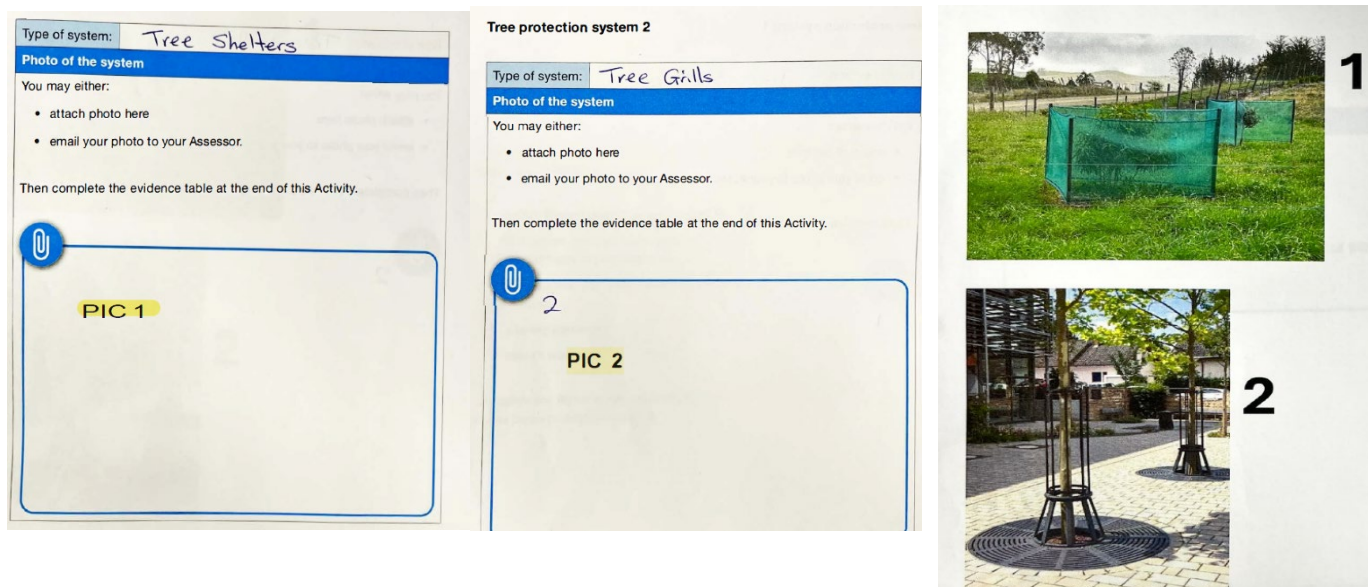 Type of system: Tree Shelters
Photo of the system
You may either:
• attach photo here
• email your photo to your Assessor.
Then complete the evidence table at the end of this Activity.
PIC 1
Tree protection system 2
Type of system: Tree Grills
Photo of the system
You may either:
• attach photo here
• email your photo to your Assessor.
Then complete the evidence table at the end of this Activity.
2
PIC 2
1
2